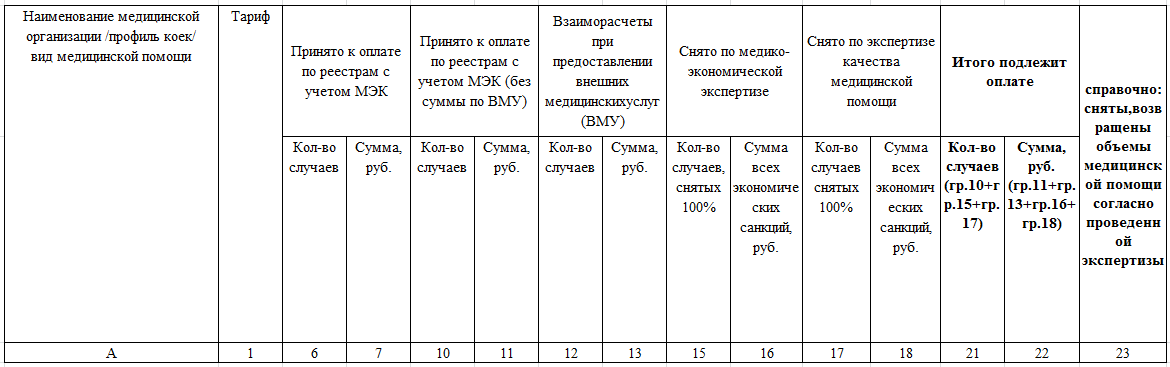 Наименование медицинской
организации /профиль коек/
вид медицинской помощи
Тариф
Принято к оплате
по реестрам с
учетом МЭК
Принято к оплате
по реестрам с
учетом МЭК (без
суммы по ВМУ)
Взаиморасчеты
при
предоставлении
внешних
медицинскихуслуг
(ВМУ)
Снято по медико-
экономической
экспертизе
Снято по экспертизе
качества
медицинской
помощи
Итого подлежит
оплате
справочно:
сняты,возв
ращены
объемы
медицинск
ой помощи
согласно
проведенн
ой
экспертизы
Кол-во
случаев
Сумма,
руб.
Кол-во
случаев
Сумма,
руб.
Кол-во
случаев
Сумма,
руб.
Кол-во
случаев,
снятых
100%
Сумма
всех
экономиче
ских
санкций,
руб.
Кол-во
случаев
снятых
100%
Сумма
всех
экономич
еских
санкций,
руб.
Кол-во
случаев
(гр.10+г
р.15+гр.
17)
Сумма,
руб.
(гр.11+гр.
13+гр.16+
гр.18)
А 1 6 7 10 11 12 13 15 16 17 18 21 22 23